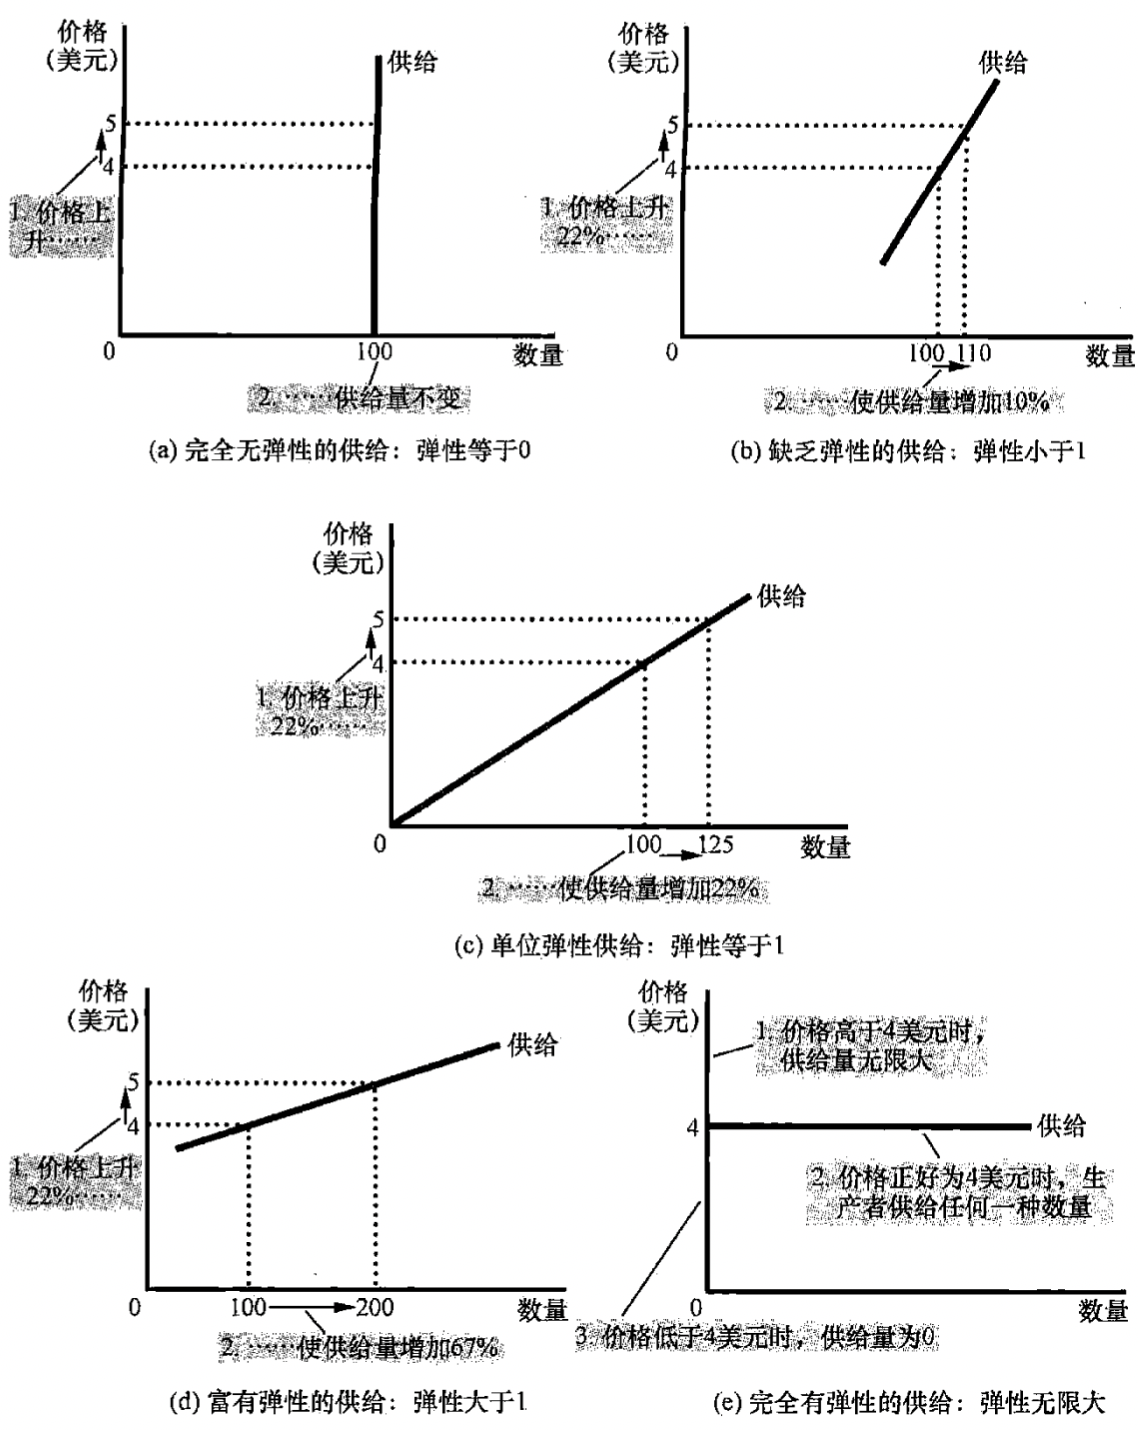 价格
(美元)
供给
5
4
1. 价格上
升……
0
100
数量
2. ……供给量不变
(a) 完全无弹性的供给：弹性等于0
价格
(美元)
供给
5
4
1. 价格上升
22%……
0
100 110
数量
2. ……使供给量增加10%
(b) 缺乏弹性的供给：弹性小于1
价格
(美元)
供给
5
4
1. 价格上升
22%……
0
100
125
数量
2. ……使供给量增加22%
(c) 单位弹性供给：弹性等于1
价格
(美元)
供给
5
4
1. 价格上升
22%……
0
100
200
数量
2. ……使供给量增加67%
(d) 富有弹性的供给：弹性大于1
价格
(美元)
1. 价格高于4美元时，
供给量无限大
4
供给
2. 价格正好为4美元时，生
产者供给任何一种数量
0
数量
3. 价格低于4美元时，供给量为0
(e) 完全有弹性的供给：弹性无限大